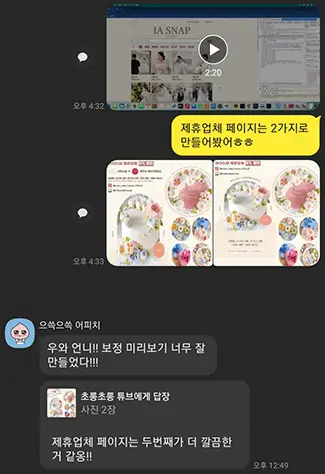 IA SNAP
2:20
오후 4:32
제휴업체 페이지는 2가지로
만들어봤어ㅎㅎ
오후 4:33
으쓱으쓱 어피치
우와 언니!! 보정 미리보기 너무 잘
만들었다!!!
초롱초롱 튜브에게 답장
사진 2장
제휴업체 페이지는 두번째가 더 깔끔한
거 같옹!!
오후 12:49